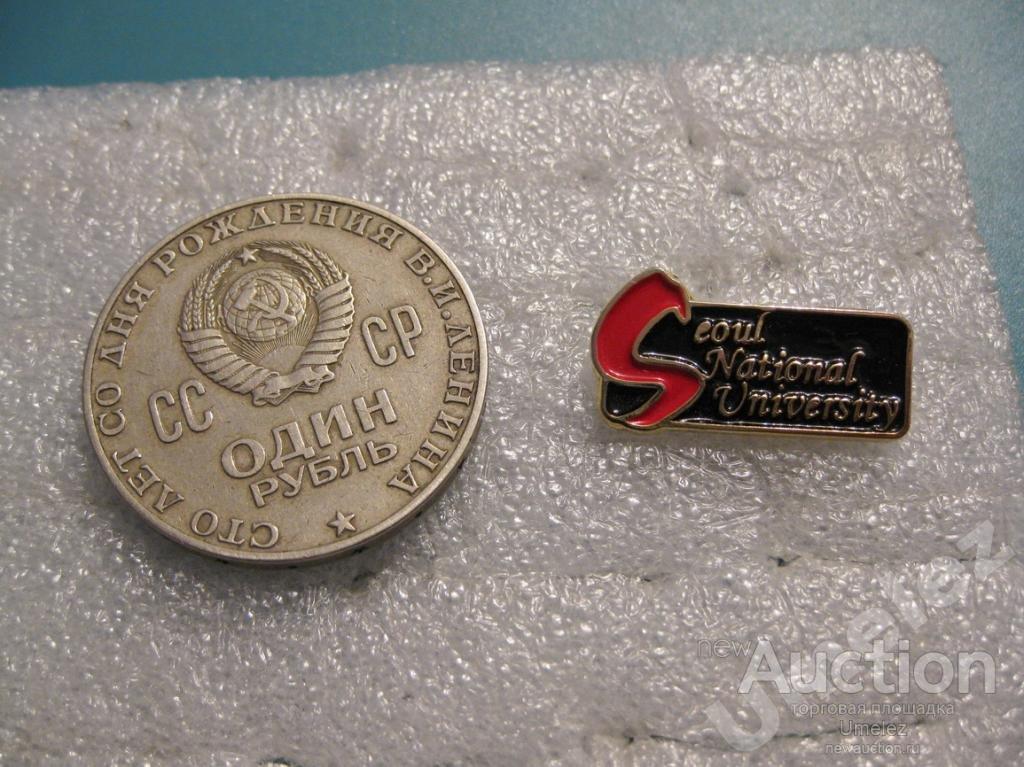 СТО ЛЕТ СО ДНЯ РОЖДЕНИЯ В.И.ЛЕНИНА
СС СР
ОДИН
РУБЛЬ
Seoul
National
University
Umelez
newAuction
торговая площадка
Umelez
newauction.ru